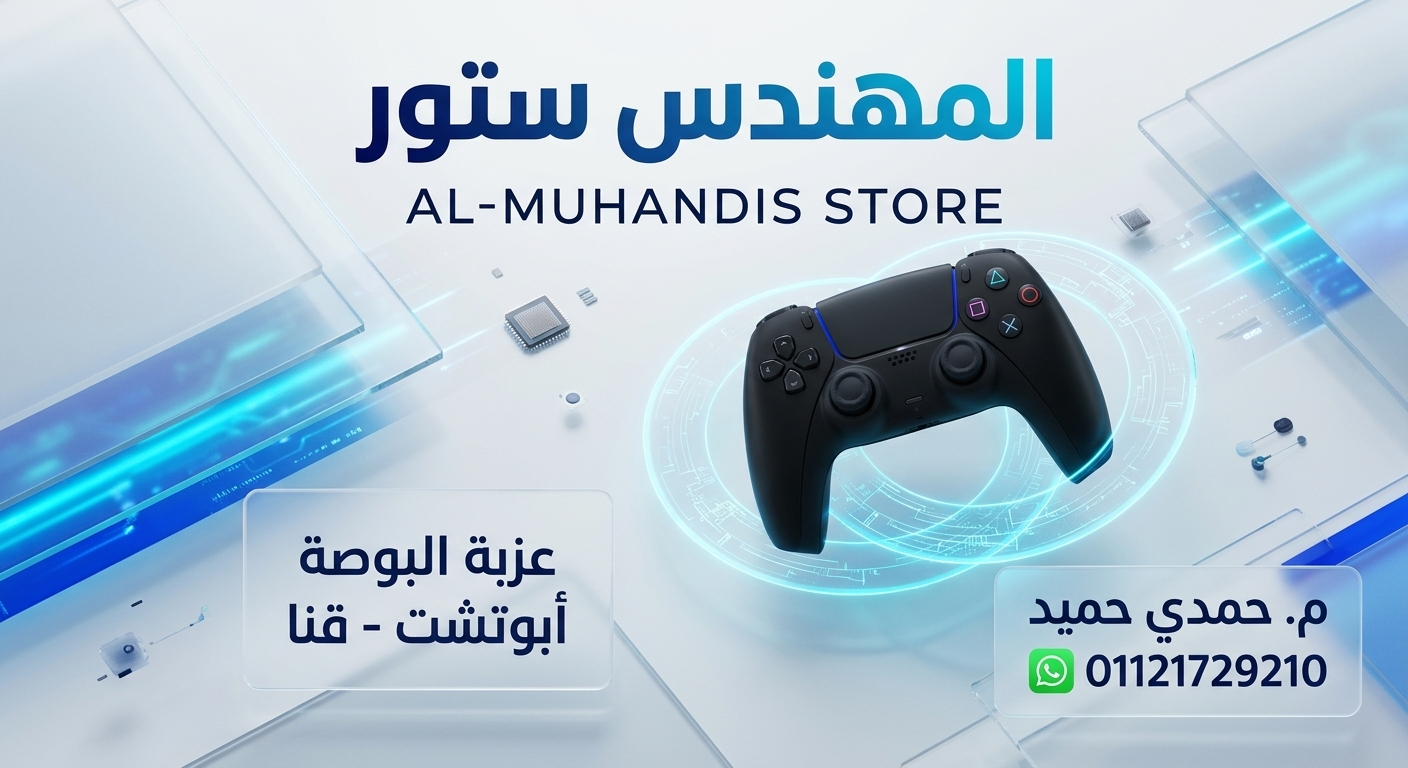 المهندس ستور
AL-MUHANDIS STORE
عزبة البوصة
أبوتشت - قنا
م. حمدي حميد
01121729210